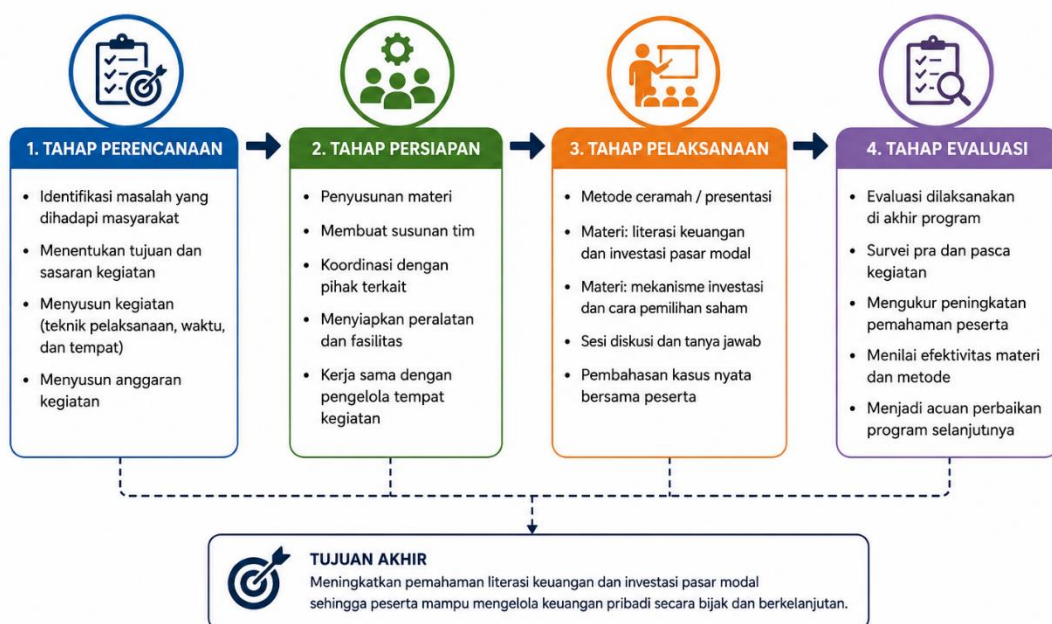 1. TAHAP PERENCANAAN
• Identifikasi masalah yang
dihadapi masyarakat
• Menentukan tujuan dan
sasaran kegiatan
• Menyusun kegiatan
(teknik pelaksanaan, waktu,
dan tempat)
• Menyusun anggaran
kegiatan
2. TAHAP PERSIAPAN
• Penyusunan materi
• Membuat susunan tim
• Koordinasi dengan
pihak terkait
• Menyiapkan peralatan
dan fasilitas
• Kerja sama dengan
pengelola tempat
kegiatan
3. TAHAP PELAKSANAAN
• Metode ceramah / presentasi
• Materi: literasi keuangan
dan investasi pasar modal
• Materi: mekanisme investasi
dan cara pemilihan saham
• Sesi diskusi dan tanya jawab
• Pembahasan kasus nyata
bersama peserta
4. TAHAP EVALUASI
• Evaluasi dilaksanakan
di akhir program
• Survei pra dan pasca
kegiatan
• Mengukur peningkatan
pemahaman peserta
• Menilai efektivitas materi
dan metode
• Menjadi acuan perbaikan
program selanjutnya
TUJUAN AKHIR
Meningkatkan pemahaman literasi keuangan dan investasi pasar modal
sehingga peserta mampu mengelola keuangan pribadi secara bijak dan berkelanjutan.